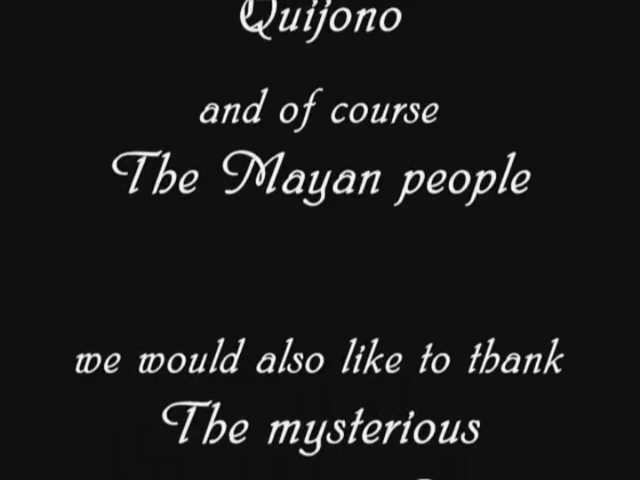 Quijono
and of course
The Mayan people
we would also like to thank
The mysterious